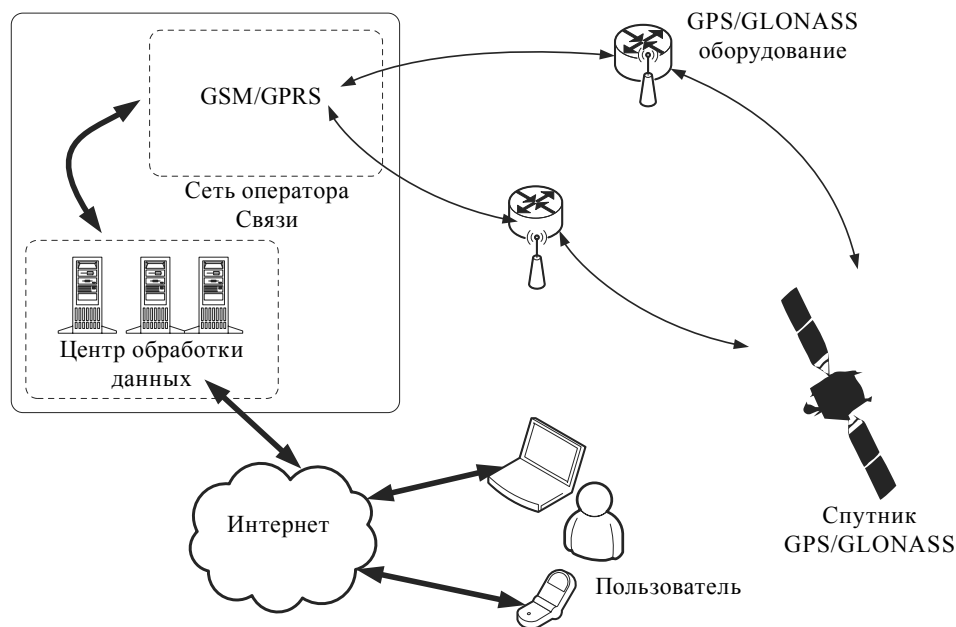 GPS/GLONASS
оборудование
GSM/GPRS
Сеть оператора
Связи
Центр обработки
данных
Интернет
Спутник
GPS/GLONASS
Пользователь